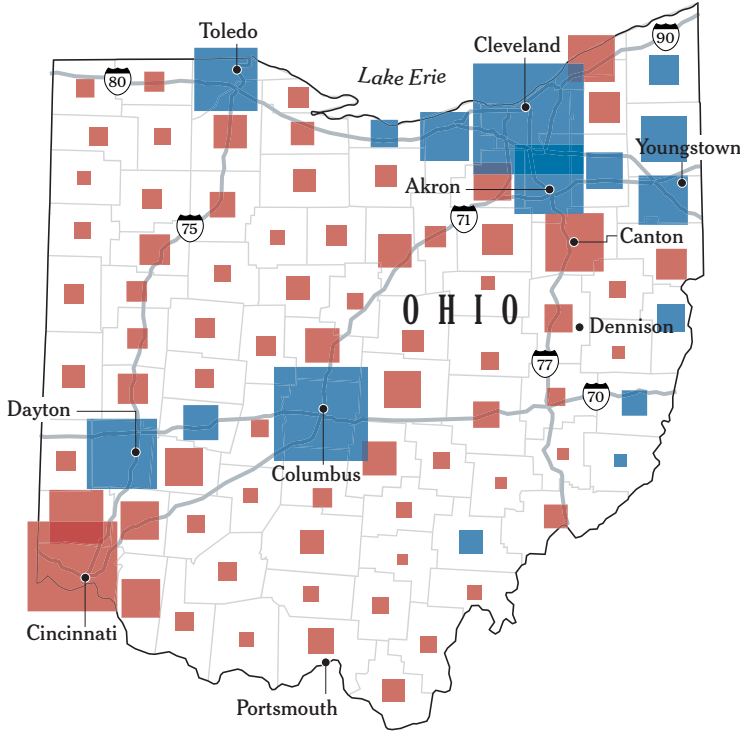 Toledo
90
Cleveland
Lake Erie
80
Youngstown
Akron
71
75
Canton
OHIO
Dennison
77
70
Dayton
Columbus
Cincinnati
Portsmouth